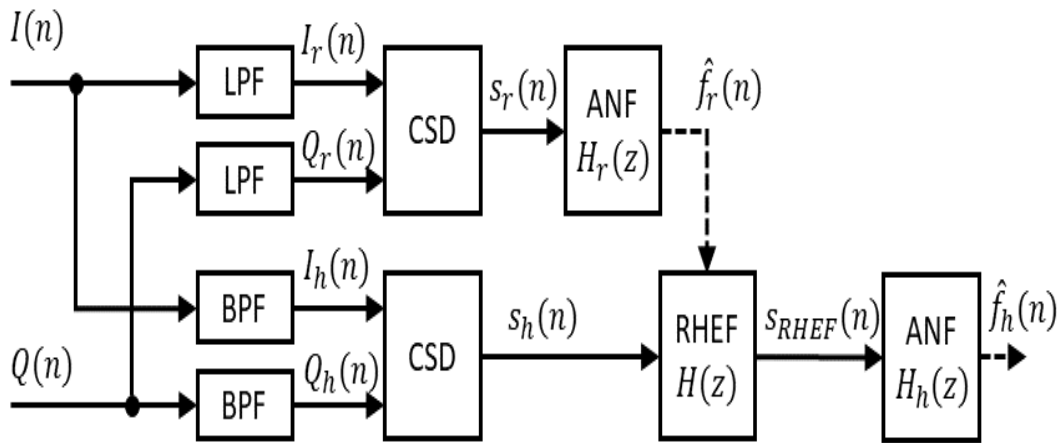 I(n)
LPF
I_r(n)
CSD
s_r(n)
ANF
H_r(z)
f̂_r(n)
LPF
Q_r(n)
BPF
I_h(n)
CSD
s_h(n)
RHEF
H(z)
s_RHEF(n)
ANF
H_h(z)
f̂_h(n)
Q(n)
BPF
Q_h(n)